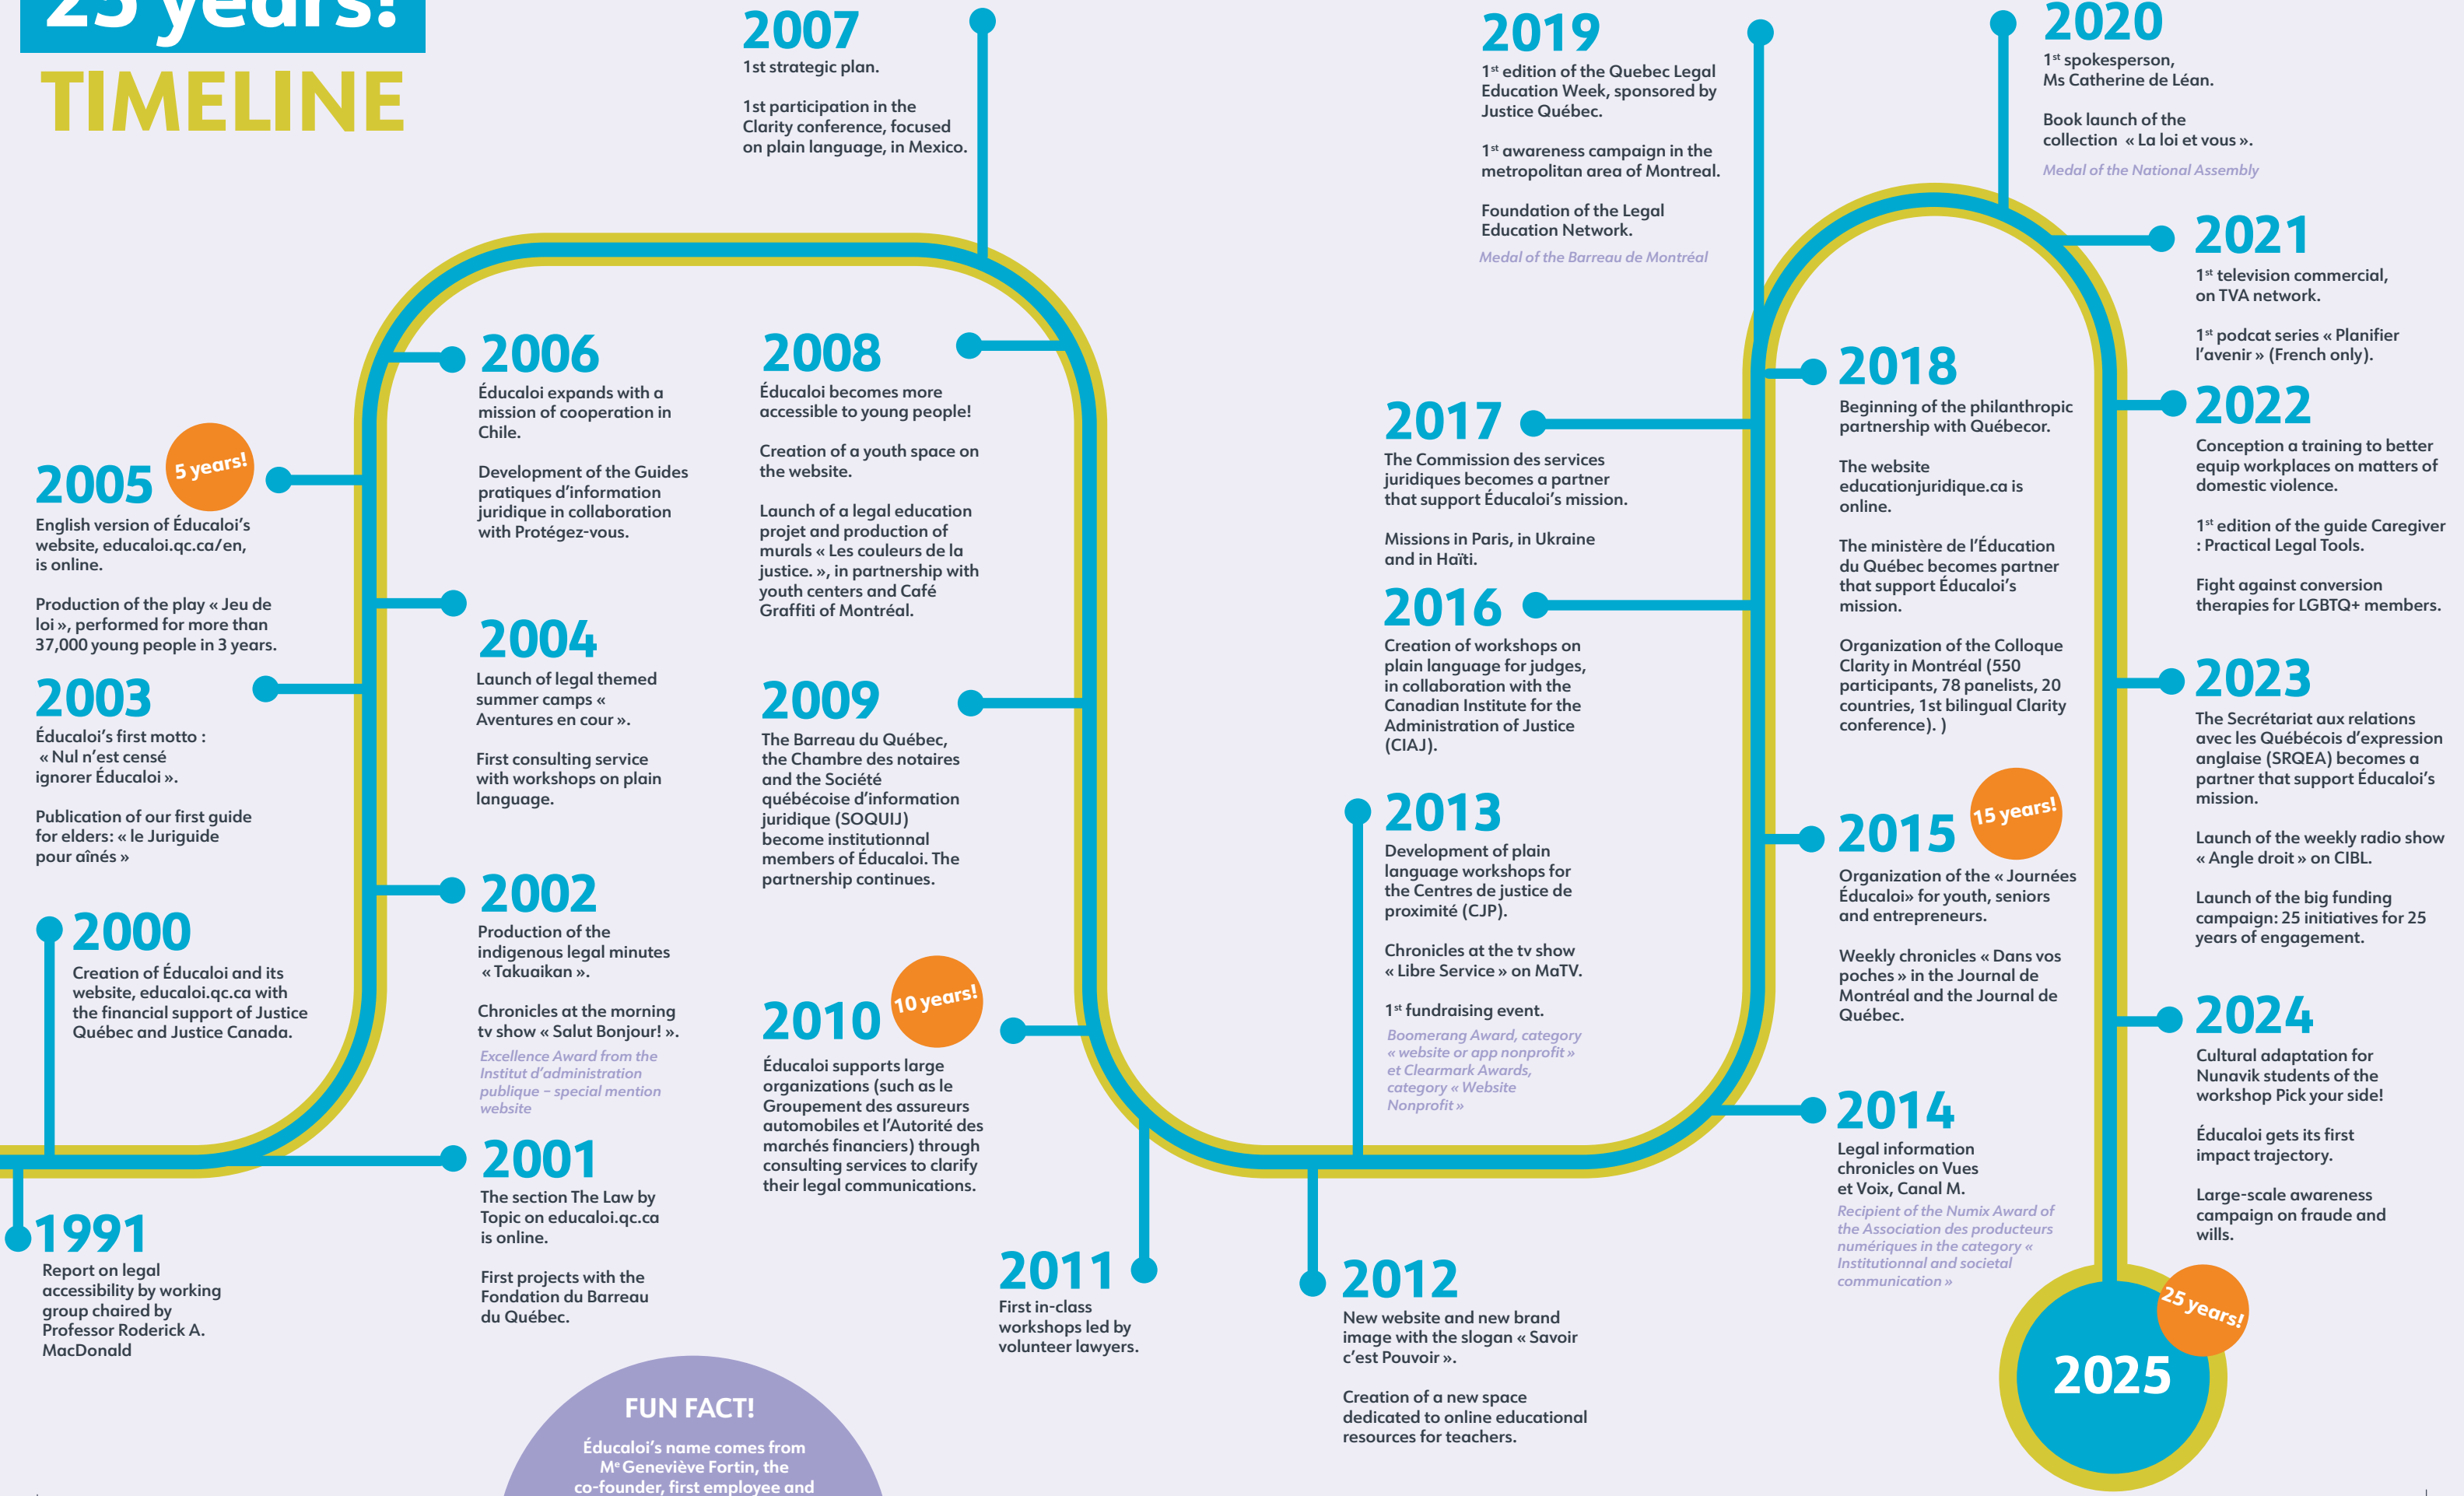 25 years!
TIMELINE
1991
Report on legal
accessibility by working
group chaired by
Professor Roderick A.
MacDonald
2000
Creation of Éducaloi and its
website, educaloi.qc.ca with
the financial support of Justice
Québec and Justice Canada.
2001
The section The Law by
Topic on educaloi.qc.ca
is online.
First projects with the
Fondation du Barreau
du Québec.
2002
Production of the
indigenous legal minutes
« Takuaikan ».
Chronicles at the morning
tv show « Salut Bonjour! ».
Excellence Award from the
Institut d’administration
publique – special mention
website
2003
Éducaloi’s first motto :
« Nul n’est censé
ignorer Éducaloi ».
Publication of our first guide
for elders: « le Juriguide
pour aînés »
2004
Launch of legal themed
summer camps «
Aventures en cour ».
First consulting service
with workshops on plain
language.
2005
5 years!
English version of Éducaloi’s
website, educaloi.qc.ca/en,
is online.
Production of the play « Jeu de
loi », performed for more than
37,000 young people in 3 years.
2006
Éducaloi expands with a
mission of cooperation in
Chile.
Development of the Guides
pratiques d’information
juridique in collaboration
with Protégez-vous.
2007
1st strategic plan.
1st participation in the
Clarity conference, focused
on plain language, in Mexico.
2008
Éducaloi becomes more
accessible to young people!
Creation of a youth space on
the website.
Launch of a legal education
projet and production of
murals « Les couleurs de la
justice. », in partnership with
youth centers and Café
Graffiti of Montréal.
2009
The Barreau du Québec,
the Chambre des notaires
and the Société
québécoise d’information
juridique (SOQUIJ)
become institutionnal
members of Éducaloi. The
partnership continues.
2010
10 years!
Éducaloi supports large
organizations (such as le
Groupement des assureurs
automobiles et l’Autorité des
marchés financiers) through
consulting services to clarify
their legal communications.
2011
First in-class
workshops led by
volunteer lawyers.
2012
New website and new brand
image with the slogan « Savoir
c’est Pouvoir ».
Creation of a new space
dedicated to online educational
resources for teachers.
2013
Development of plain
language workshops for
the Centres de justice de
proximité (CJP).
Chronicles at the tv show
« Libre Service » on MaTV.
1st fundraising event.
Boomerang Award, category
« website or app nonprofit »
et Clearmark Awards,
category « Website
Nonprofit »
2014
Legal information
chronicles on Vues
et Voix, Canal M.
Recipient of the Numix Award of
the Association des producteurs
numériques in the category «
Institutionnal and societal
communication »
2015
15 years!
Organization of the « Journées
Éducaloi» for youth, seniors
and entrepreneurs.
Weekly chronicles « Dans vos
poches » in the Journal de
Montréal and the Journal de
Québec.
2016
Creation of workshops on
plain language for judges,
in collaboration with the
Canadian Institute for the
Administration of Justice
(CIAJ).
2017
The Commission des services
juridiques becomes a partner
that support Éducaloi’s mission.
Missions in Paris, in Ukraine
and in Haïti.
2018
Beginning of the philanthropic
partnership with Québecor.
The website
educationjuridique.ca is
online.
The ministère de l’Éducation
du Québec becomes partner
that support Éducaloi’s
mission.
Organization of the Colloque
Clarity in Montréal (550
participants, 78 panelists, 20
countries, 1st bilingual Clarity
conference). )
2019
1st edition of the Quebec Legal
Education Week, sponsored by
Justice Québec.
1st awareness campaign in the
metropolitan area of Montreal.
Foundation of the Legal
Education Network.
Medal of the Barreau de Montréal
2020
1st spokesperson,
Ms Catherine de Léan.
Book launch of the
collection « La loi et vous ».
Medal of the National Assembly
2021
1st television commercial,
on TVA network.
1st podcat series « Planifier
l’avenir » (French only).
2022
Conception a training to better
equip workplaces on matters of
domestic violence.
1st edition of the guide Caregiver
: Practical Legal Tools.
Fight against conversion
therapies for LGBTQ+ members.
2023
The Secrétariat aux relations
avec les Québécois d’expression
anglaise (SRQEA) becomes a
partner that support Éducaloi’s
mission.
Launch of the weekly radio show
« Angle droit » on CIBL.
Launch of the big funding
campaign: 25 initiatives for 25
years of engagement.
2024
Cultural adaptation for
Nunavik students of the
workshop Pick your side!
Éducaloi gets its first
impact trajectory.
Large-scale awareness
campaign on fraude and
wills.
25 years!
2025
FUN FACT!
Éducaloi’s name comes from
Me Geneviève Fortin, the
co-founder, first employee and